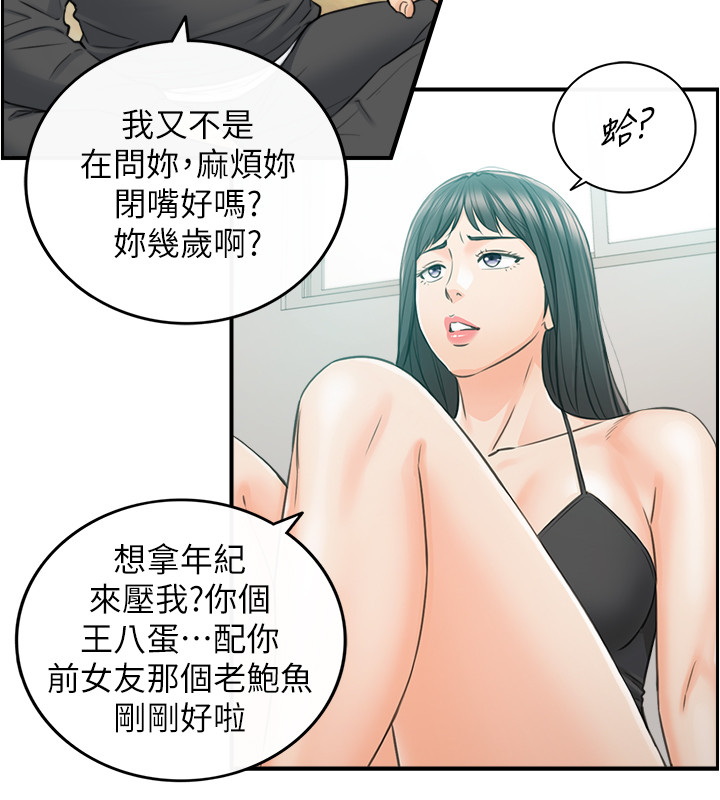 我又不是
在問妳，麻煩妳
閉嘴好嗎？
妳幾歲啊？
蛤？
想拿年紀
來壓我？你個
王八蛋…配你
前女友那個老鮑魚
剛剛好啦